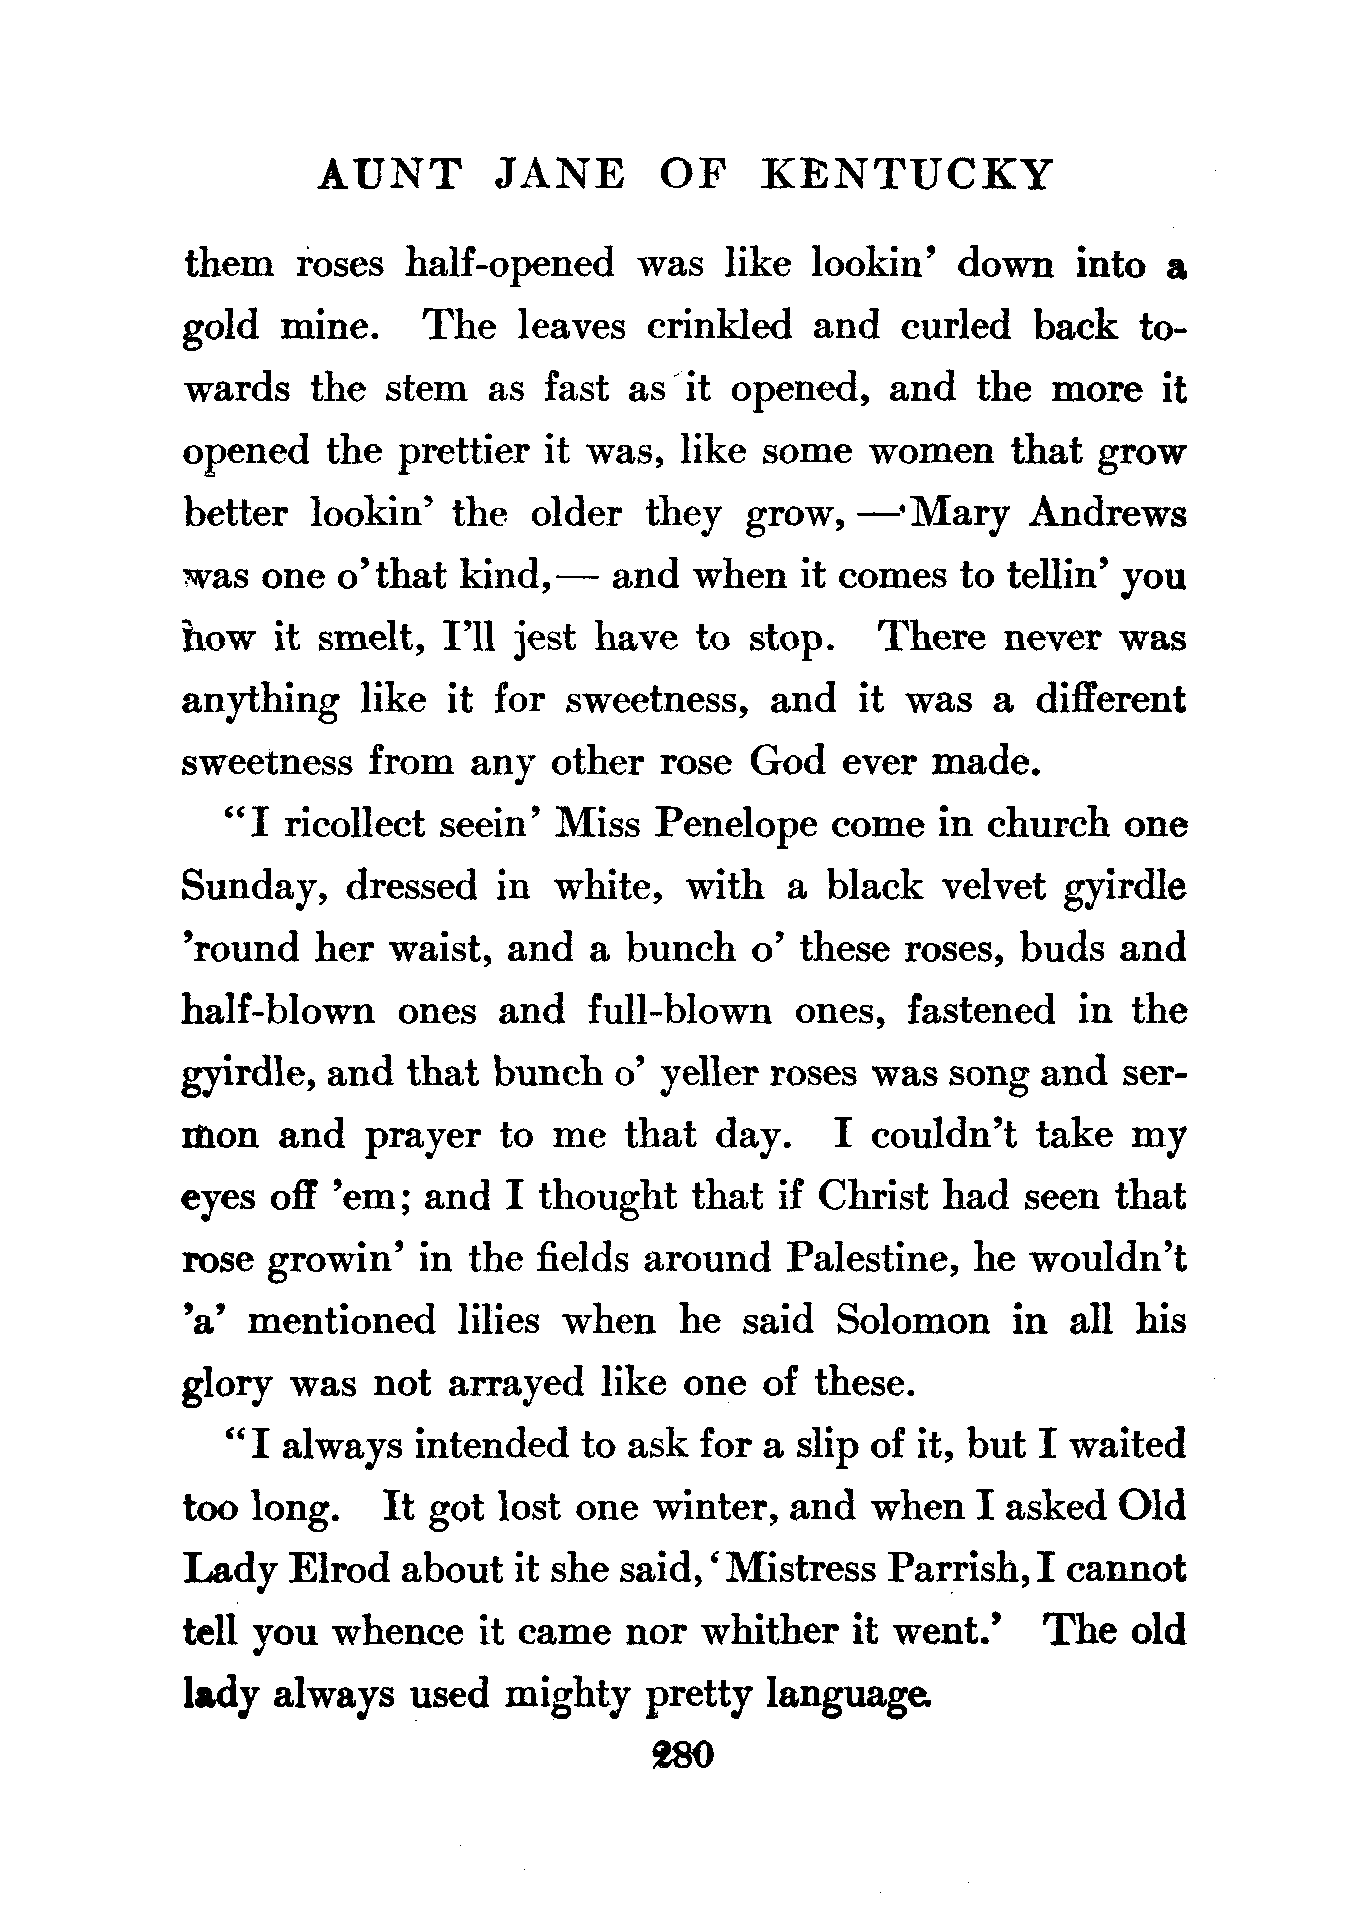 AUNT JANE OF KENTUCKY
them roses half-opened was like lookin' down into a
gold mine. The leaves crinkled and curled back to-
wards the stem as fast as it opened, and the more it
opened the prettier it was, like some women that grow
better lookin' the older they grow, —Mary Andrews
was one o' that kind,— and when it comes to tellin' you
how it smelt, I'll jest have to stop. There never was
anything like it for sweetness, and it was a different
sweetness from any other rose God ever made.
"I ricollect seein' Miss Penelope come in church one
Sunday, dressed in white, with a black velvet gyirdle
'round her waist, and a bunch o' these roses, buds and
half-blown ones and full-blown ones, fastened in the
gyirdle, and that bunch o' yeller roses was song and ser-
mon and prayer to me that day. I couldn't take my
eyes off 'em; and I thought that if Christ had seen that
rose growin' in the fields around Palestine, he wouldn't
'a' mentioned lilies when he said Solomon in all his
glory was not arrayed like one of these.
"I always intended to ask for a slip of it, but I waited
too long. It got lost one winter, and when I asked Old
Lady Elrod about it she said, 'Mistress Parrish, I cannot
tell you whence it came nor whither it went.' The old
lady always used mighty pretty language.
280